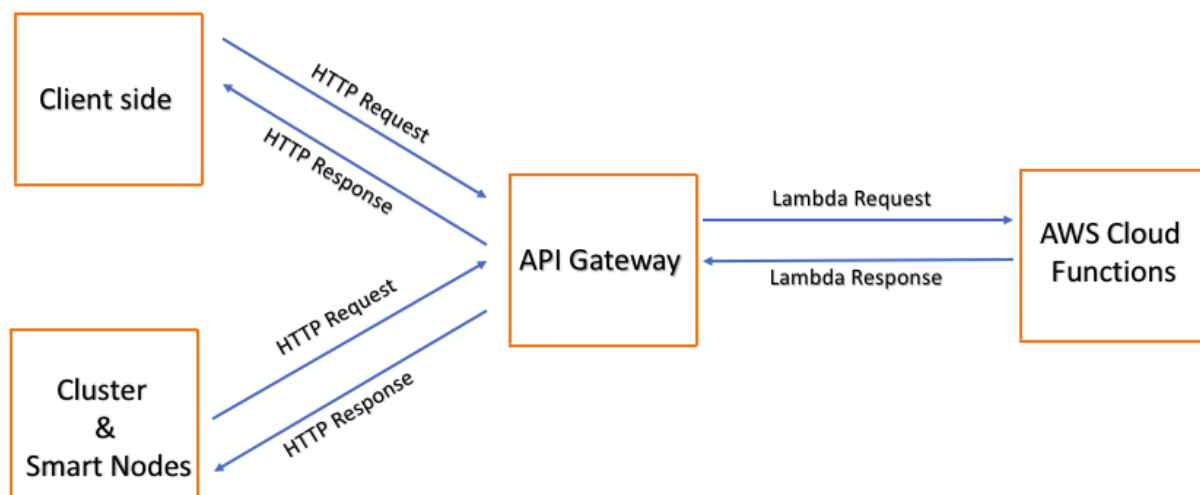 Client side
HTTP Request
HTTP Response
API Gateway
Lambda Request
Lambda Response
AWS Cloud
Functions
HTTP Request
HTTP Response
Cluster
&
Smart Nodes